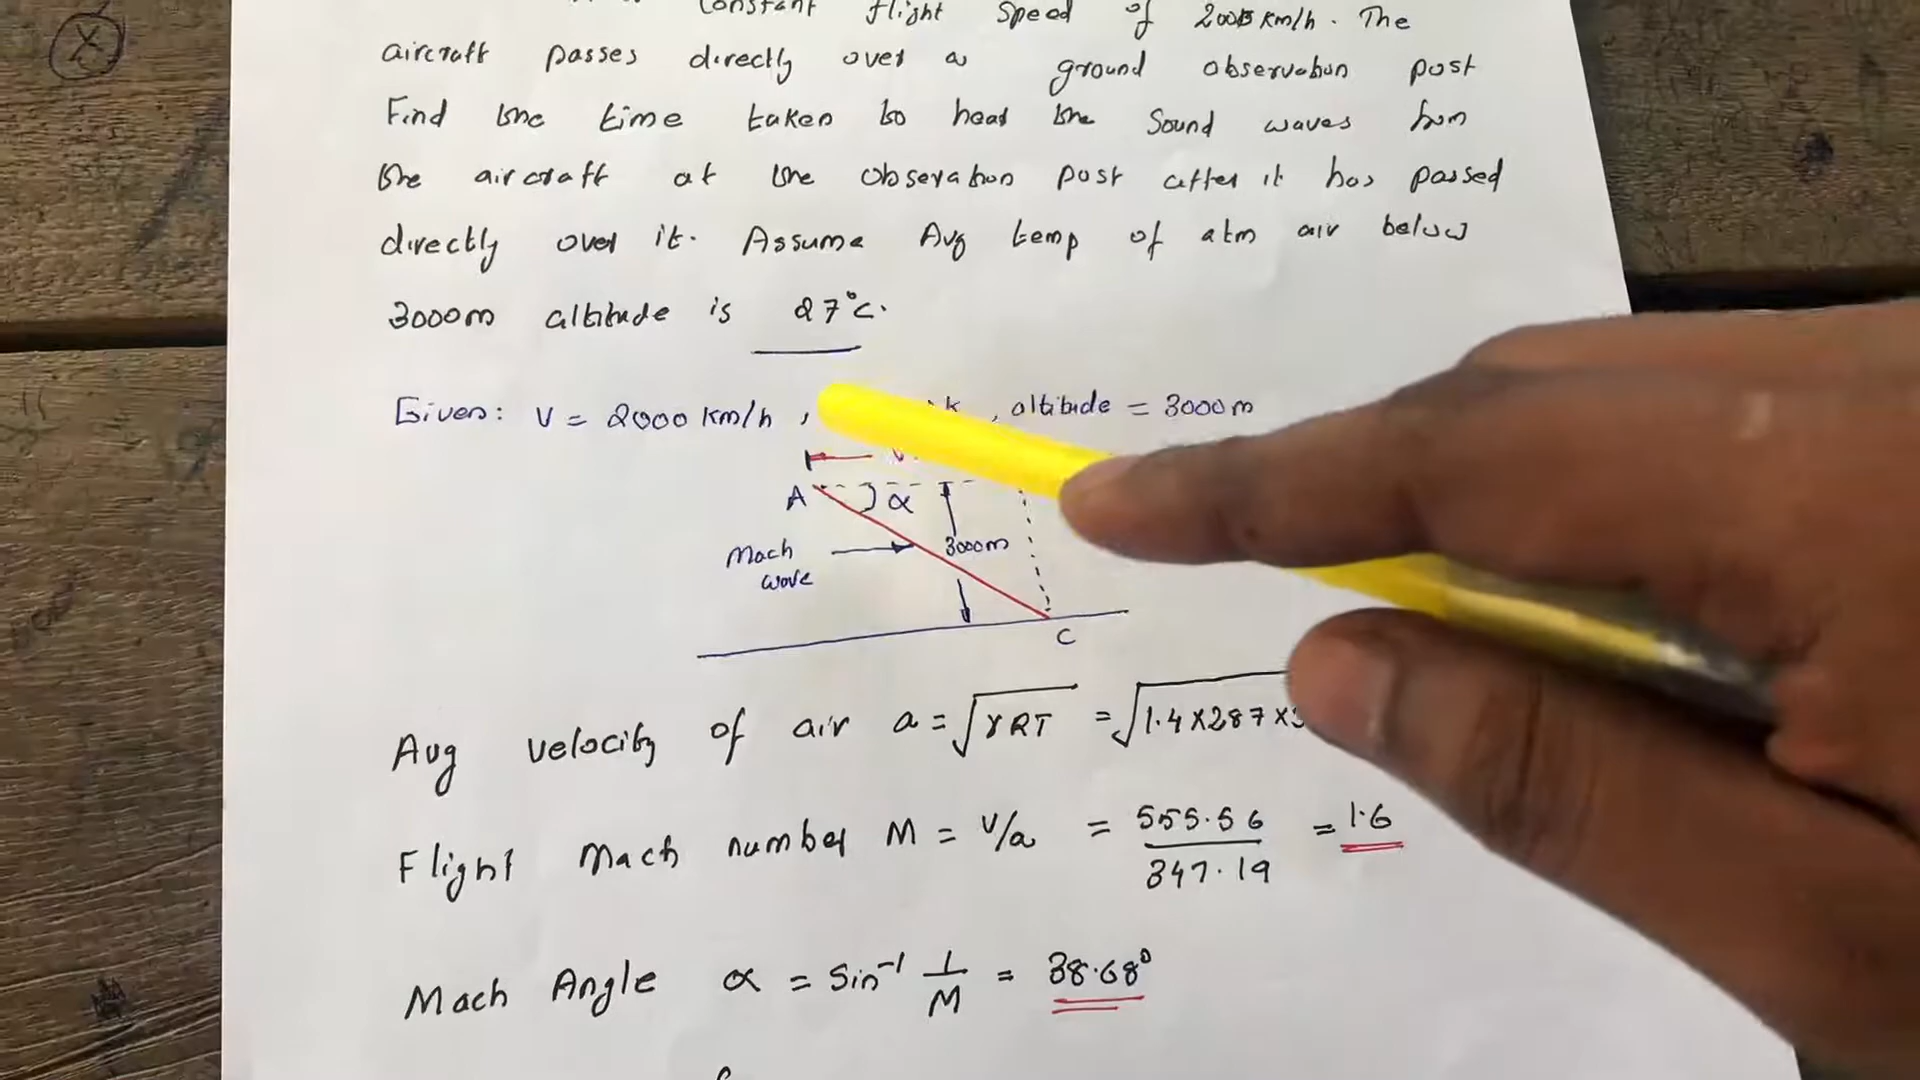 Constant flight speed of 2000 km/h. The
aircraft passes directly over a ground observation post
Find the time taken to hear the sound waves from
the aircraft at the observation post after it has passed
directly over it. Assume Avg temp of atm air below
3000m altitude is 27°C.
Given: V = 2000 km/h, k, altitude = 3000m
V
A α
Mach
wave
3000m
C
Avg velocity of air a = √γRT = √1.4×287×3
Flight Mach number M = V/a = 555.56 / 347.19 = 1.6
Mach Angle α = Sin⁻¹ 1/M = 38.68°